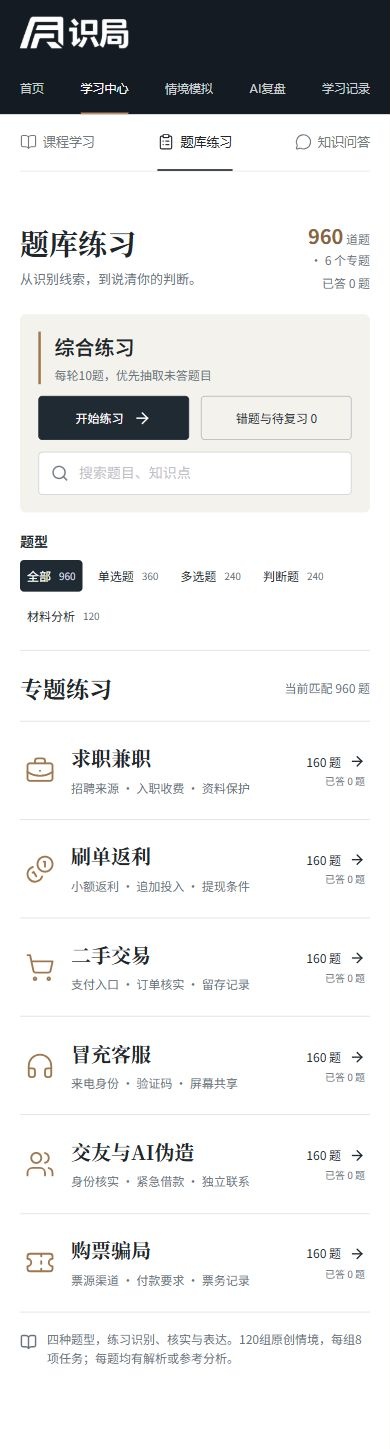 识局
首页 学习中心 情境模拟 AI复盘 学习记录
课程学习 题库练习 知识问答
题库练习
960 道题
· 6 个专题
从识别线索，到说清你的判断。
已答 0 题
综合练习
每轮10题，优先抽取未答题目
开始练习 → 错题与待复习 0
搜索题目、知识点
题型
全部 960 单选题 360 多选题 240 判断题 240
材料分析 120
专题练习 当前匹配 960 题
求职兼职 160 题 →
招聘来源 · 入职收费 · 资料保护 已答 0 题
刷单返利 160 题 →
小额返利 · 追加投入 · 提现条件 已答 0 题
二手交易 160 题 →
支付入口 · 订单核实 · 留存记录 已答 0 题
冒充客服 160 题 →
来电身份 · 验证码 · 屏幕共享 已答 0 题
交友与AI伪造 160 题 →
身份核实 · 紧急借款 · 独立联系 已答 0 题
购票骗局 160 题 →
票源渠道 · 付款要求 · 票务记录 已答 0 题
四种题型，练习识别、核实与表达。120组原创情境，每组8
项任务；每题均有解析或参考分析。